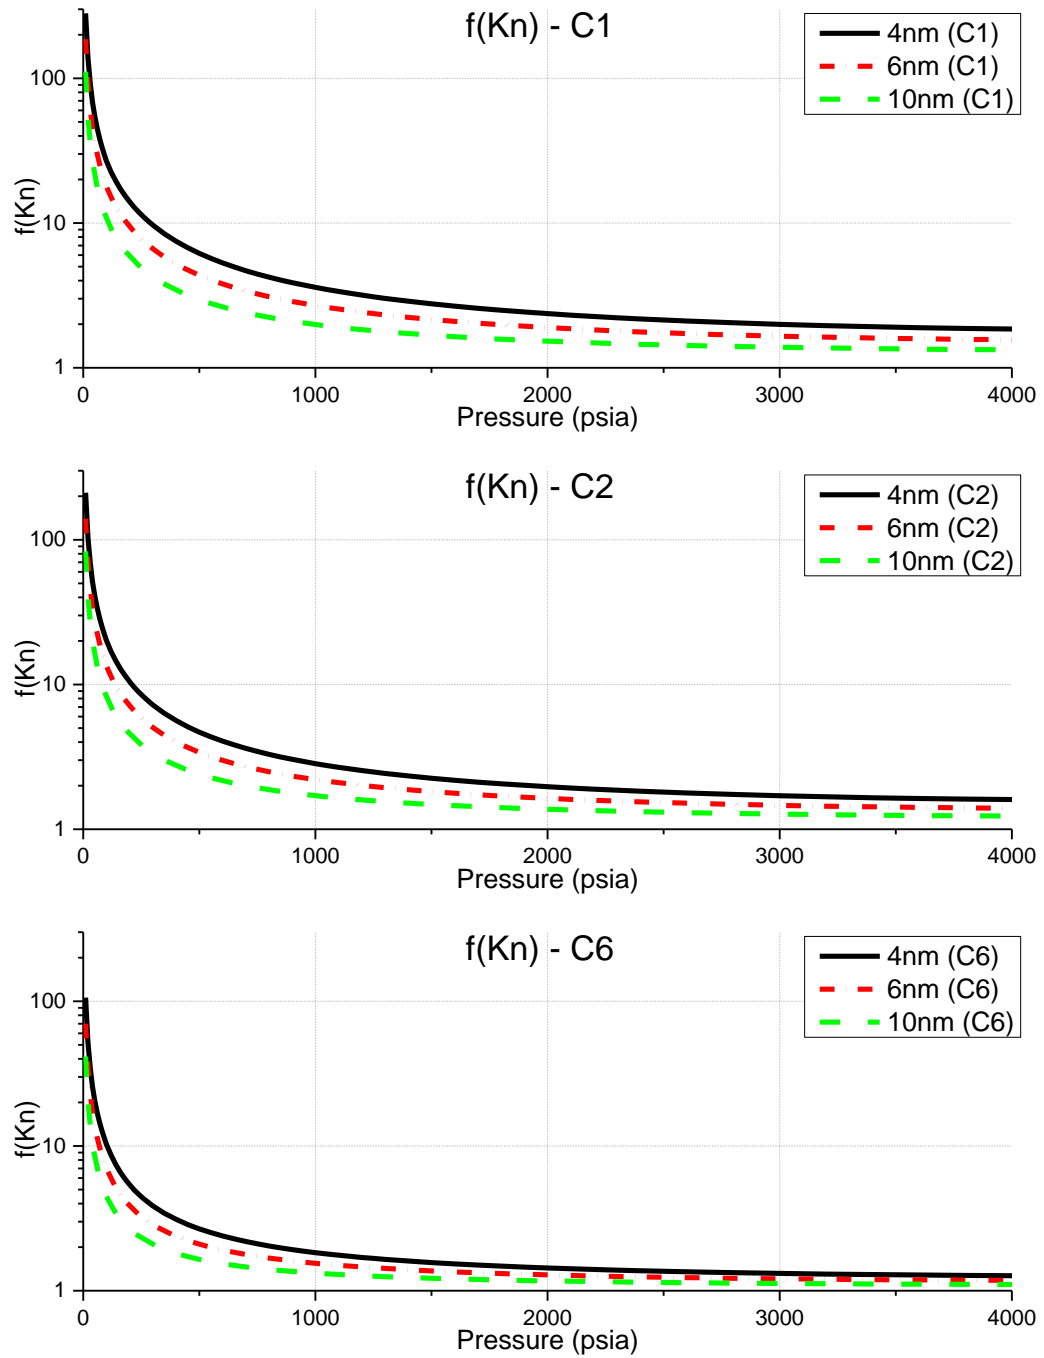 f(Kn) - C1
4nm (C1)
6nm (C1)
10nm (C1)
100
10
1
f(Kn)
0
1000
2000
3000
4000
Pressure (psia)
f(Kn) - C2
4nm (C2)
6nm (C2)
10nm (C2)
100
10
1
f(Kn)
0
1000
2000
3000
4000
Pressure (psia)
f(Kn) - C6
4nm (C6)
6nm (C6)
10nm (C6)
100
10
1
f(Kn)
0
1000
2000
3000
4000
Pressure (psia)